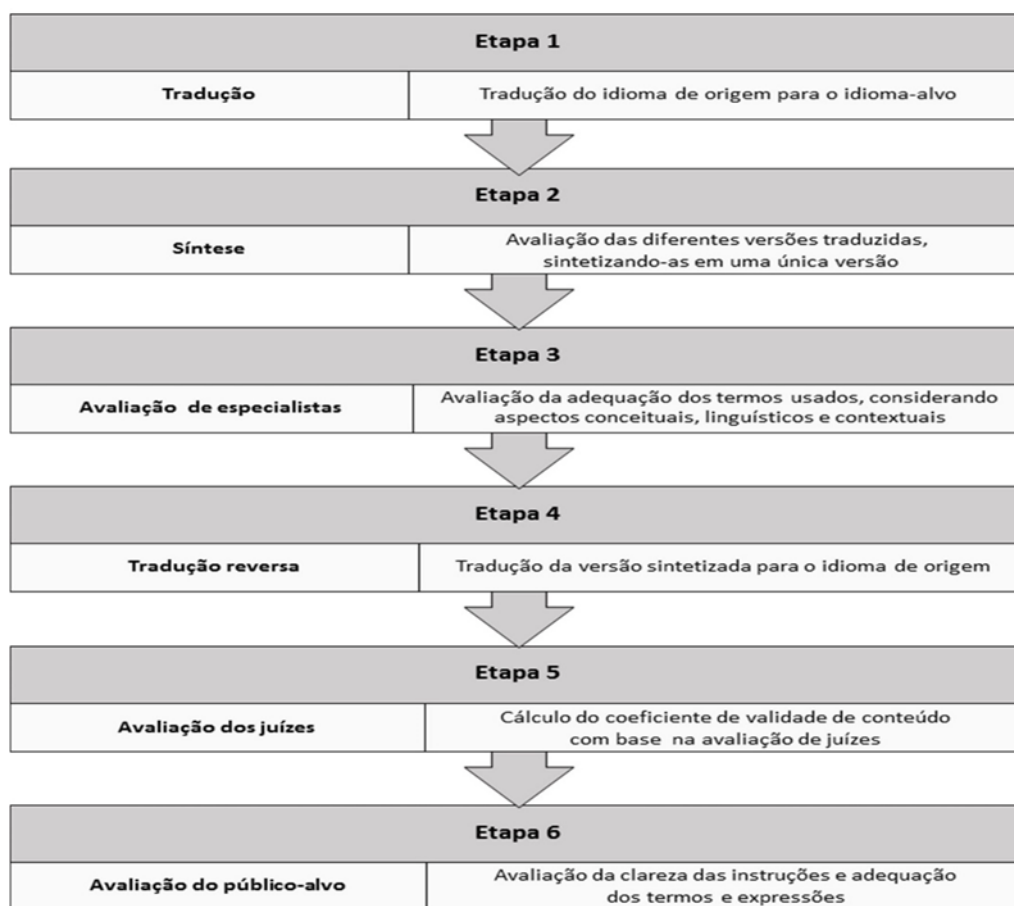 Etapa 1
Tradução
Tradução do idioma de origem para o idioma-alvo
Etapa 2
Síntese
Avaliação das diferentes versões traduzidas,
sintetizando-as em uma única versão
Etapa 3
Avaliação de especialistas
Avaliação da adequação dos termos usados, considerando
aspectos conceituais, linguísticos e contextuais
Etapa 4
Tradução reversa
Tradução da versão sintetizada para o idioma de origem
Etapa 5
Avaliação dos juízes
Cálculo do coeficiente de validade de conteúdo
com base na avaliação de juízes
Etapa 6
Avaliação do público-alvo
Avaliação da clareza das instruções e adequação
dos termos e expressões